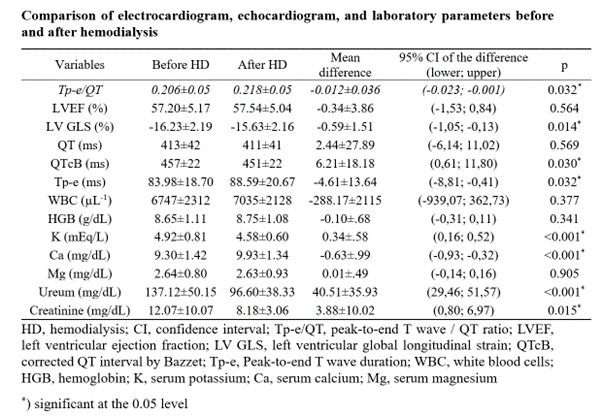 Comparison of electrocardiogram, echocardiogram, and laboratory parameters before
and after hemodialysis
Variables Before HD After HD Mean difference 95% CI of the difference (lower; upper) p
Tp-e/QT 0.206±0.05 0.218±0.05 -0.012±0.036 (-0.023; -0.001) 0.032*
LVEF (%) 57.20±5.17 57.54±5.04 -0.34±3.86 (-1,53; 0,84) 0.564
LV GLS (%) -16.23±2.19 -15.63±2.16 -0.59±1.51 (-1,05; -0,13) 0.014*
QT (ms) 413±42 411±41 2.44±27.89 (-6,14; 11,02) 0.569
QTcB (ms) 457±22 451±22 6.21±18.18 (0,61; 11,80) 0.030*
Tp-e (ms) 83.98±18.70 88.59±20.67 -4.61±13.64 (-8,81; -0,41) 0.032*
WBC (µL-1) 6747±2312 7035±2128 -288.17±2115 (-939,07; 362,73) 0.377
HGB (g/dL) 8.65±1.11 8.75±1.08 -0.10±.68 (-0,31; 0,11) 0.341
K (mEq/L) 4.92±0.81 4.58±0.60 0.34±.58 (0,16; 0,52) <0.001*
Ca (mg/dL) 9.30±1.42 9.93±1.34 -0.63±.99 (-0,93; -0,32) <0.001*
Mg (mg/dL) 2.64±0.80 2.63±0.93 0.01±.49 (-0,14; 0,16) 0.905
Ureum (mg/dL) 137.12±50.15 96.60±38.33 40.51±35.93 (29,46; 51,57) <0.001*
Creatinine (mg/dL) 12.07±10.07 8.18±3.06 3.88±10.02 (0,80; 6,97) 0.015*
HD, hemodialysis; CI, confidence interval; Tp-e/QT, peak-to-end T wave / QT ratio; LVEF,
left ventricular ejection fraction; LV GLS, left ventricular global longitudinal strain; QTcB,
corrected QT interval by Bazzet; Tp-e, Peak-to-end T wave duration; WBC, white blood cells;
HGB, hemoglobin; K, serum potassium; Ca, serum calcium; Mg, serum magnesium
*) significant at the 0.05 level